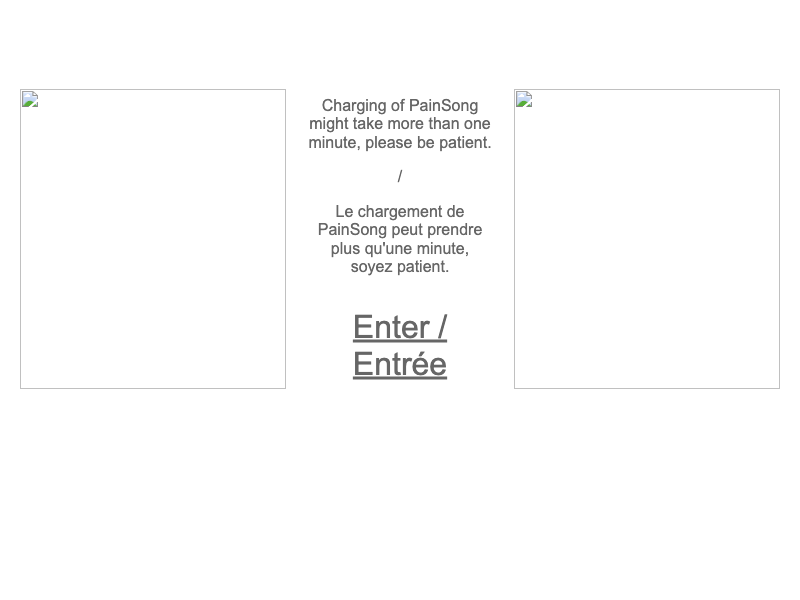 Charging of PainSong
might take more than one
minute, please be patient.
/
Le chargement de
PainSong peut prendre
plus qu'une minute,
soyez patient.
Enter /
Entrée